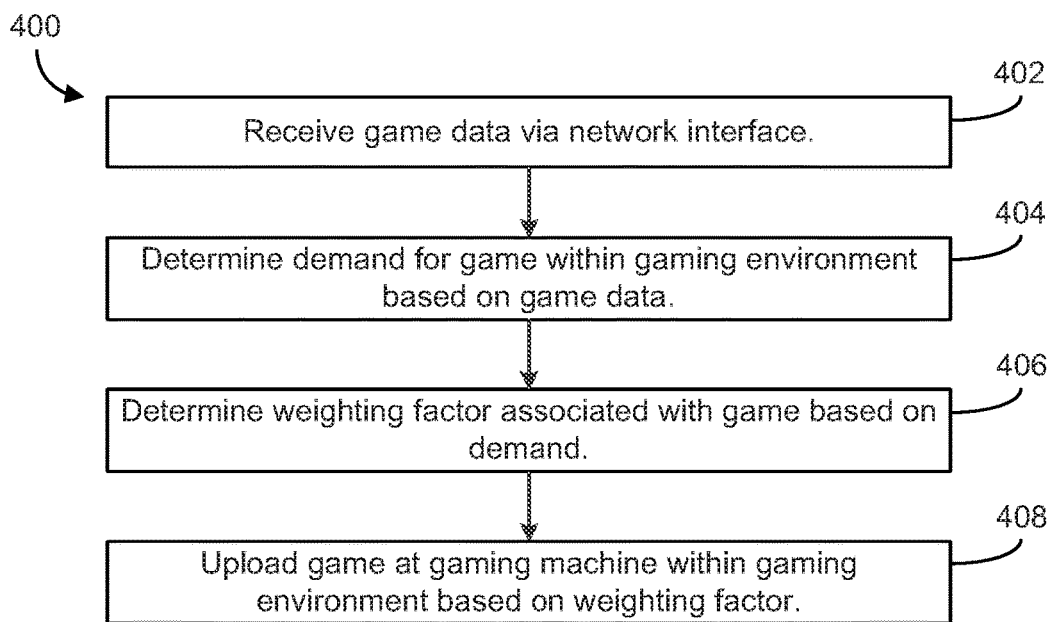 400
402
Receive game data via network interface.
404
Determine demand for game within gaming environment
based on game data.
406
Determine weighting factor associated with game based on
demand.
408
Upload game at gaming machine within gaming
environment based on weighting factor.